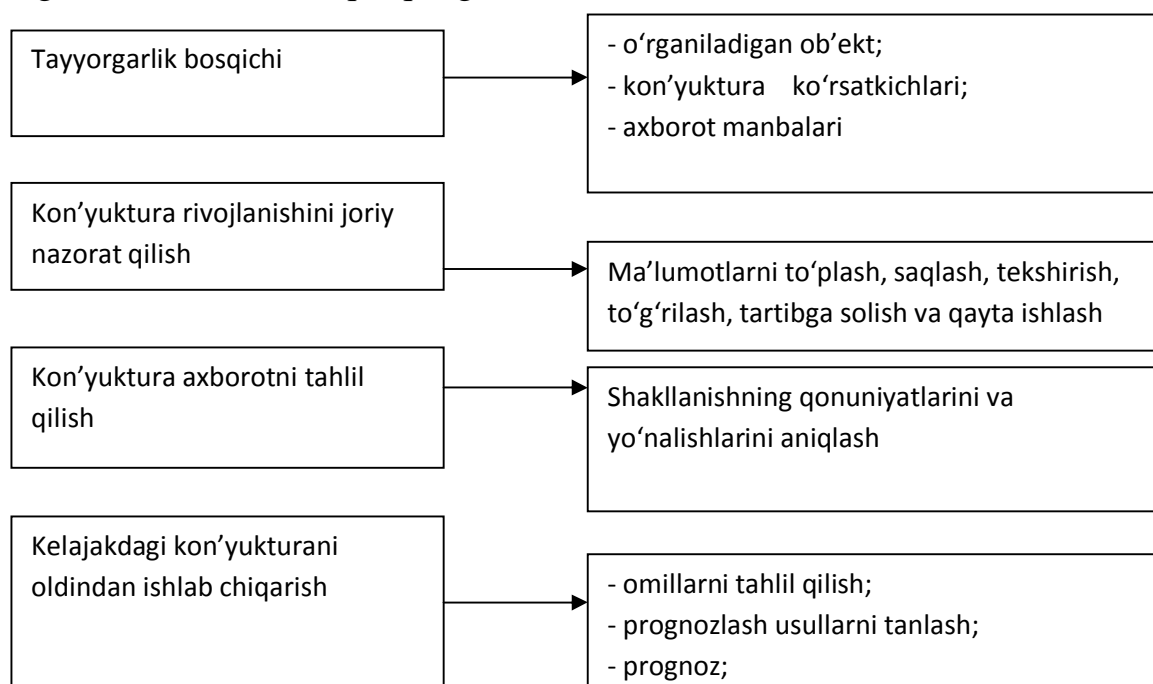 Tayyorgarlik bosqichi
- o‘rganiladigan ob’ekt;
- kon’yuktura ko‘rsatkichlari;
- axborot manbalari
Kon’yuktura rivojlanishini joriy
nazorat qilish
Ma’lumotlarni to‘plash, saqlash, tekshirish,
to‘g‘rilash, tartibga solish va qayta ishlash
Kon’yuktura axborotni tahlil
qilish
Shakllanishning qonuniyatlarini va
yo‘nalishlarini aniqlash
Kelajakdagi kon’yukturani
oldindan ishlab chiqarish
- omillarni tahlil qilish;
- prognozlash usullarni tanlash;
- prognoz;